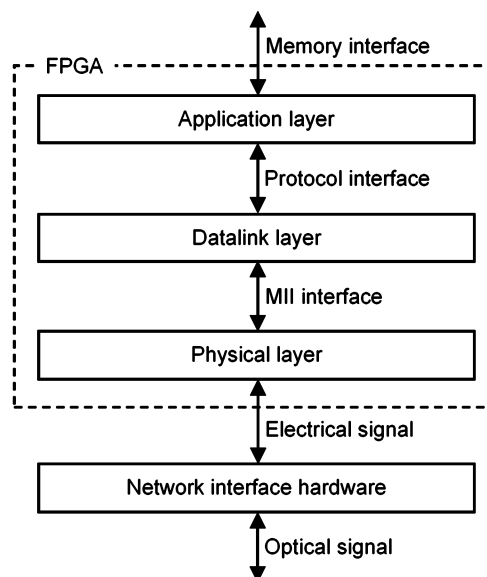 Memory interface
FPGA
Application layer
Protocol interface
Datalink layer
MII interface
Physical layer
Electrical signal
Network interface hardware
Optical signal